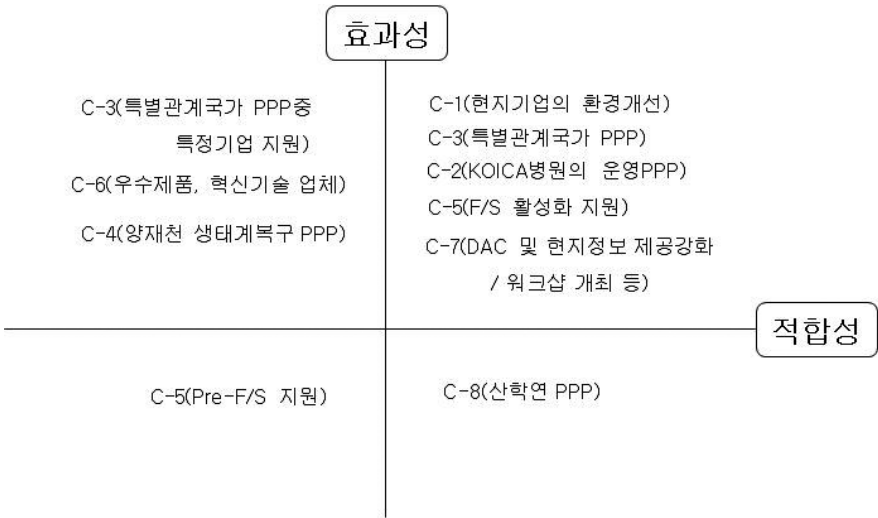 효과성
C-3(특별관계국가 PPP중
특정기업 지원)
C-6(우수제품, 혁신기술 업체)
C-4(양재천 생태계복구 PPP)
C-1(현지기업의 환경개선)
C-3(특별관계국가 PPP)
C-2(KOICA병원의 운영PPP)
C-5(F/S 활성화 지원)
C-7(DAC 및 현지정보 제공강화
/ 워크샵 개최 등)
적합성
C-5(Pre-F/S 지원)
C-8(산학연 PPP)